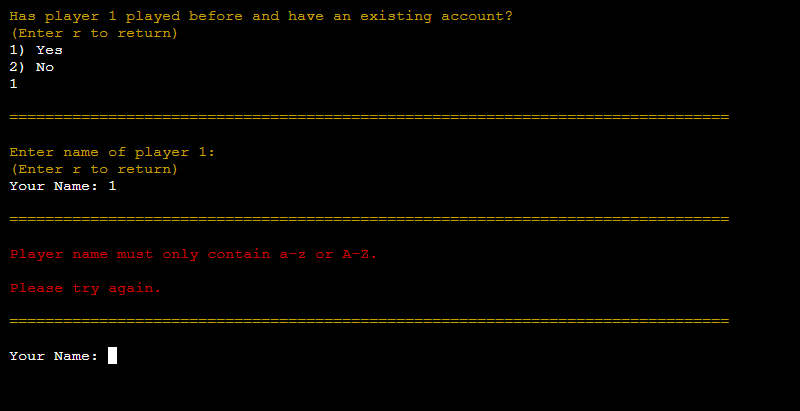 Has player 1 played before and have an existing account?
(Enter r to return)
1) Yes
2) No
1
================================================================================
Enter name of player 1:
(Enter r to return)
Your Name: 1
================================================================================
Player name must only contain a-z or A-Z.
Please try again.
================================================================================
Your Name: